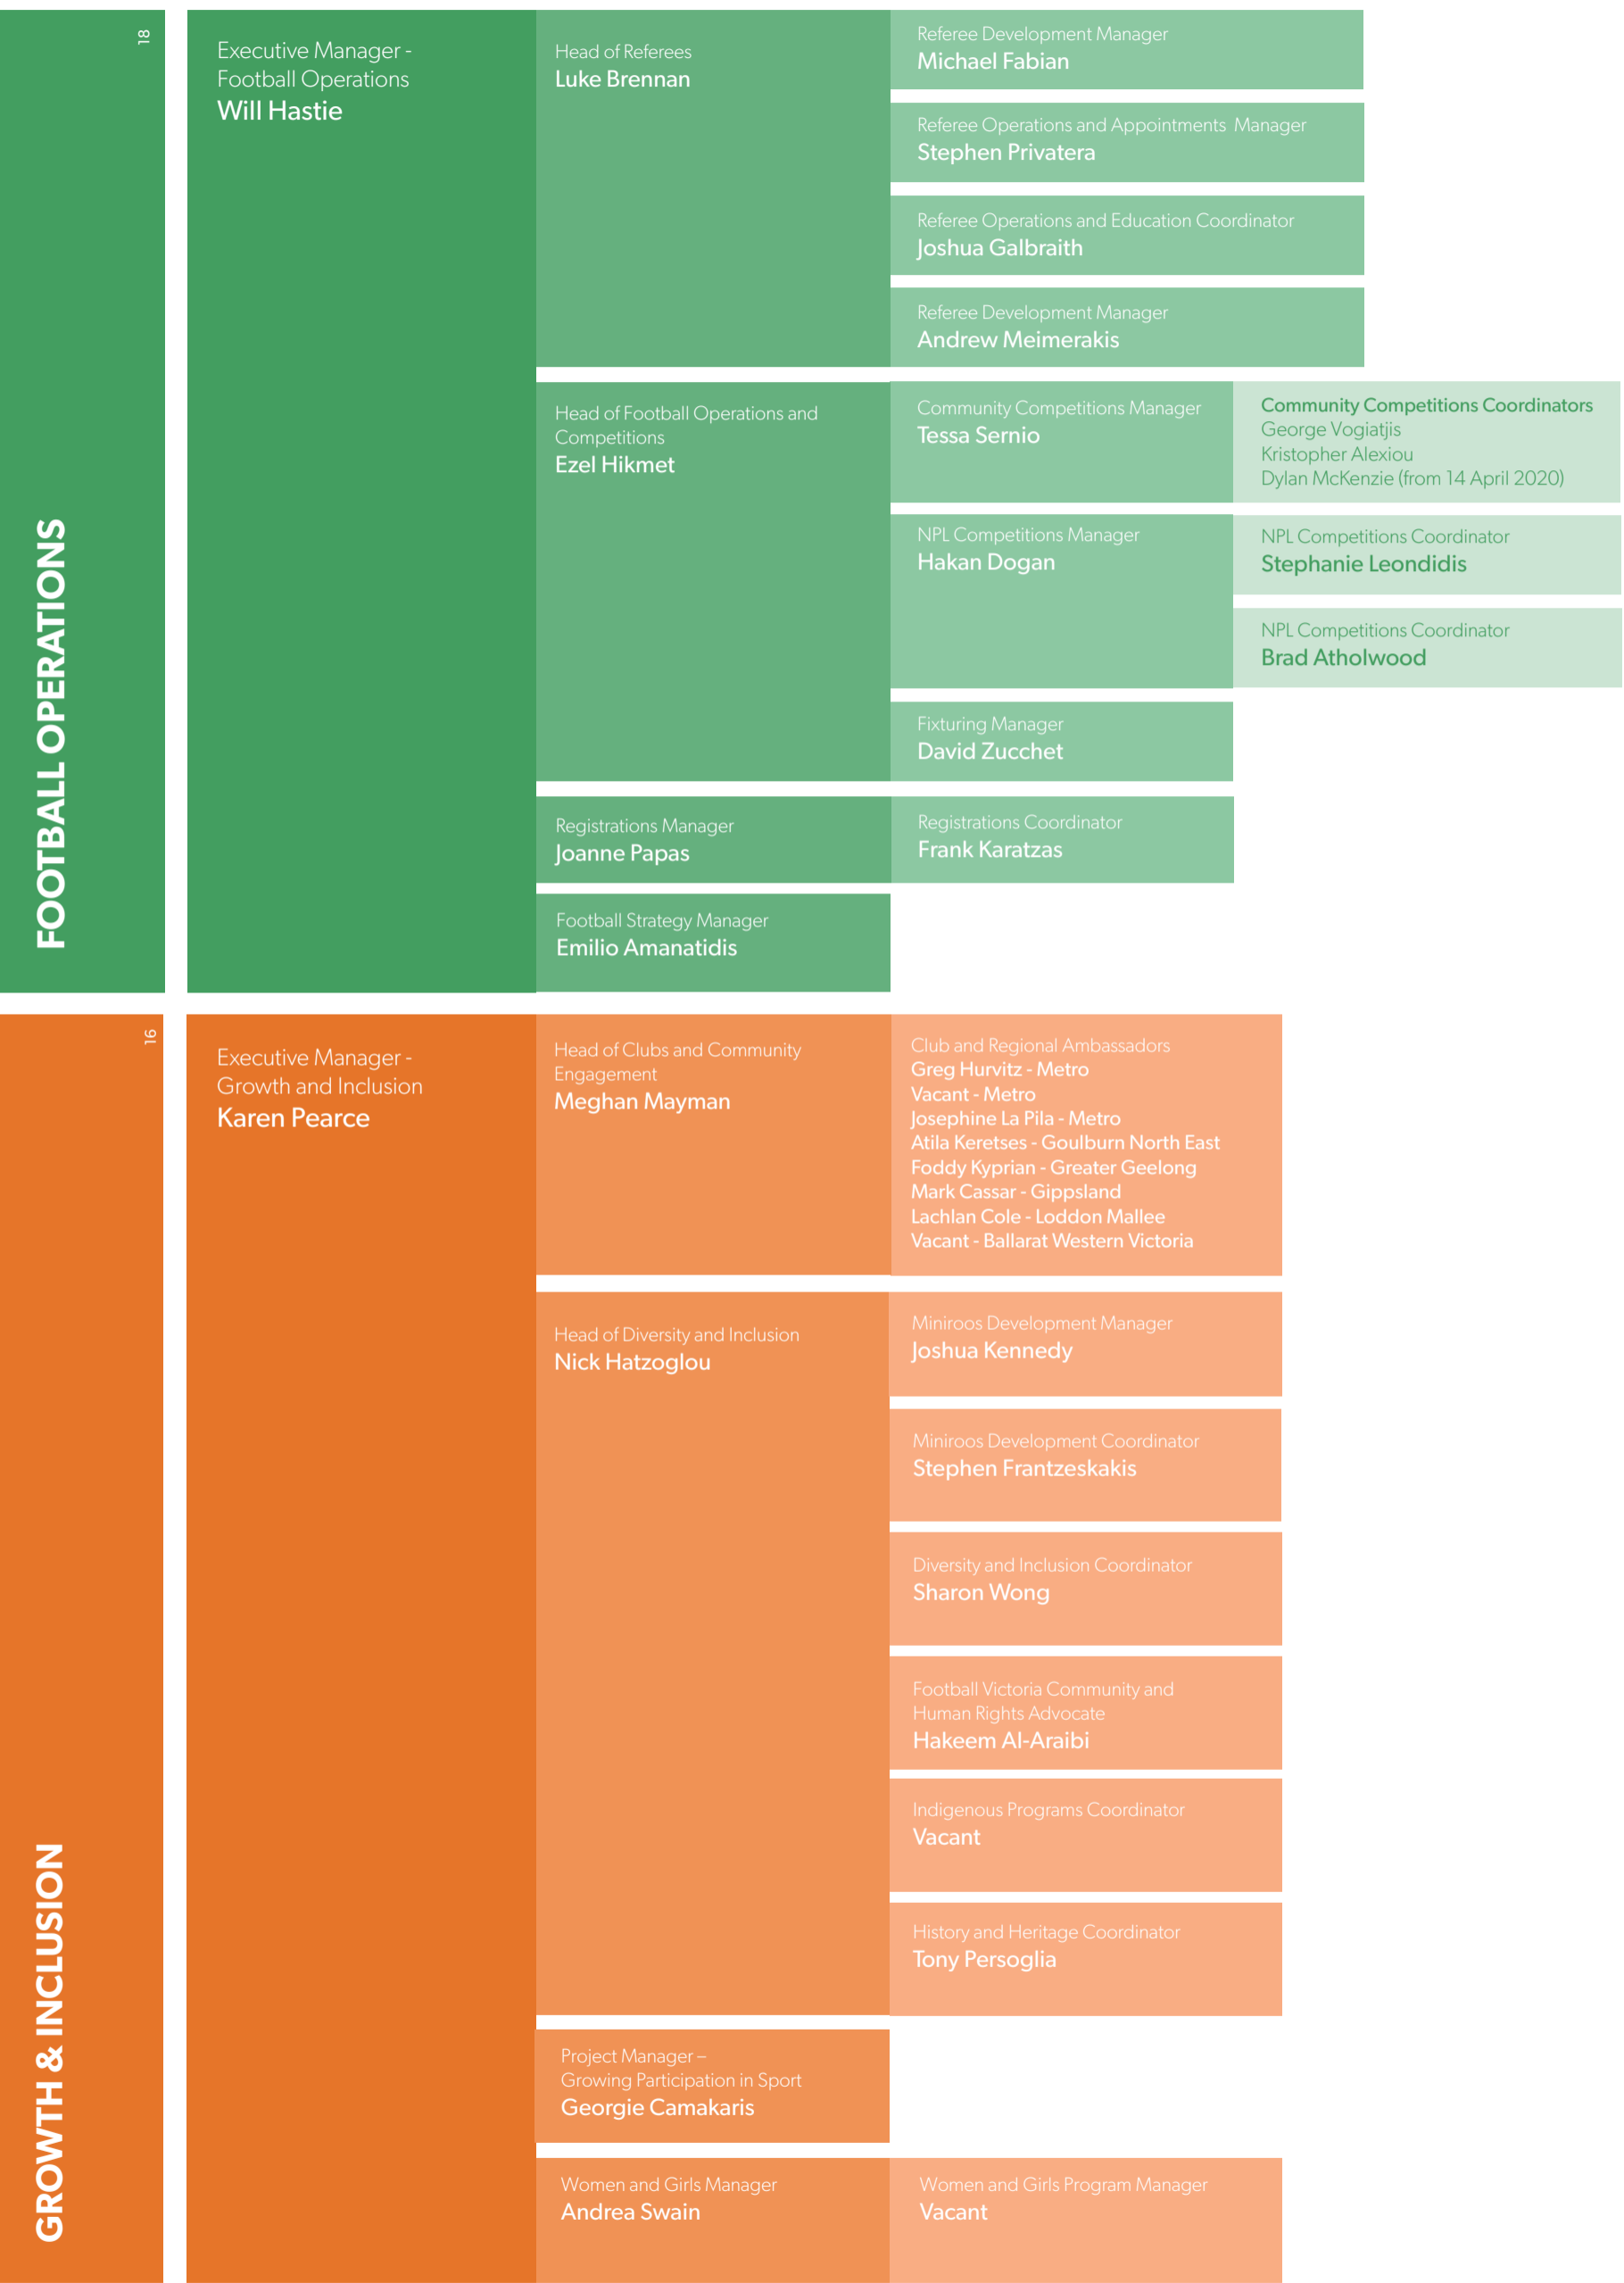 FOOTBALL OPERATIONS
18
Executive Manager -
Football Operations
Will Hastie
Head of Referees
Luke Brennan
Referee Development Manager
Michael Fabian
Referee Operations and Appointments Manager
Stephen Privatera
Referee Operations and Education Coordinator
Joshua Galbraith
Referee Development Manager
Andrew Meimerakis
Head of Football Operations and
Competitions
Ezel Hikmet
Community Competitions Manager
Tessa Sernio
Community Competitions Coordinators
George Vogiatjis
Kristopher Alexiou
Dylan McKenzie (from 14 April 2020)
NPL Competitions Manager
Hakan Dogan
NPL Competitions Coordinator
Stephanie Leondidis
NPL Competitions Coordinator
Brad Atholwood
Fixturing Manager
David Zucchet
Registrations Manager
Joanne Papas
Registrations Coordinator
Frank Karatzas
Football Strategy Manager
Emilio Amanatidis
GROWTH & INCLUSION
16
Executive Manager -
Growth and Inclusion
Karen Pearce
Head of Clubs and Community
Engagement
Meghan Mayman
Club and Regional Ambassadors
Greg Hurvitz - Metro
Vacant - Metro
Josephine La Pila - Metro
Atila Keretses - Goulburn North East
Foddy Kyprian - Greater Geelong
Mark Cassar - Gippsland
Lachlan Cole - Loddon Mallee
Vacant - Ballarat Western Victoria
Head of Diversity and Inclusion
Nick Hatzoglou
Miniroos Development Manager
Joshua Kennedy
Miniroos Development Coordinator
Stephen Frantzeskakis
Diversity and Inclusion Coordinator
Sharon Wong
Football Victoria Community and
Human Rights Advocate
Hakeem Al-Araibi
Indigenous Programs Coordinator
Vacant
History and Heritage Coordinator
Tony Persoglia
Project Manager –
Growing Participation in Sport
Georgie Camakaris
Women and Girls Manager
Andrea Swain
Women and Girls Program Manager
Vacant